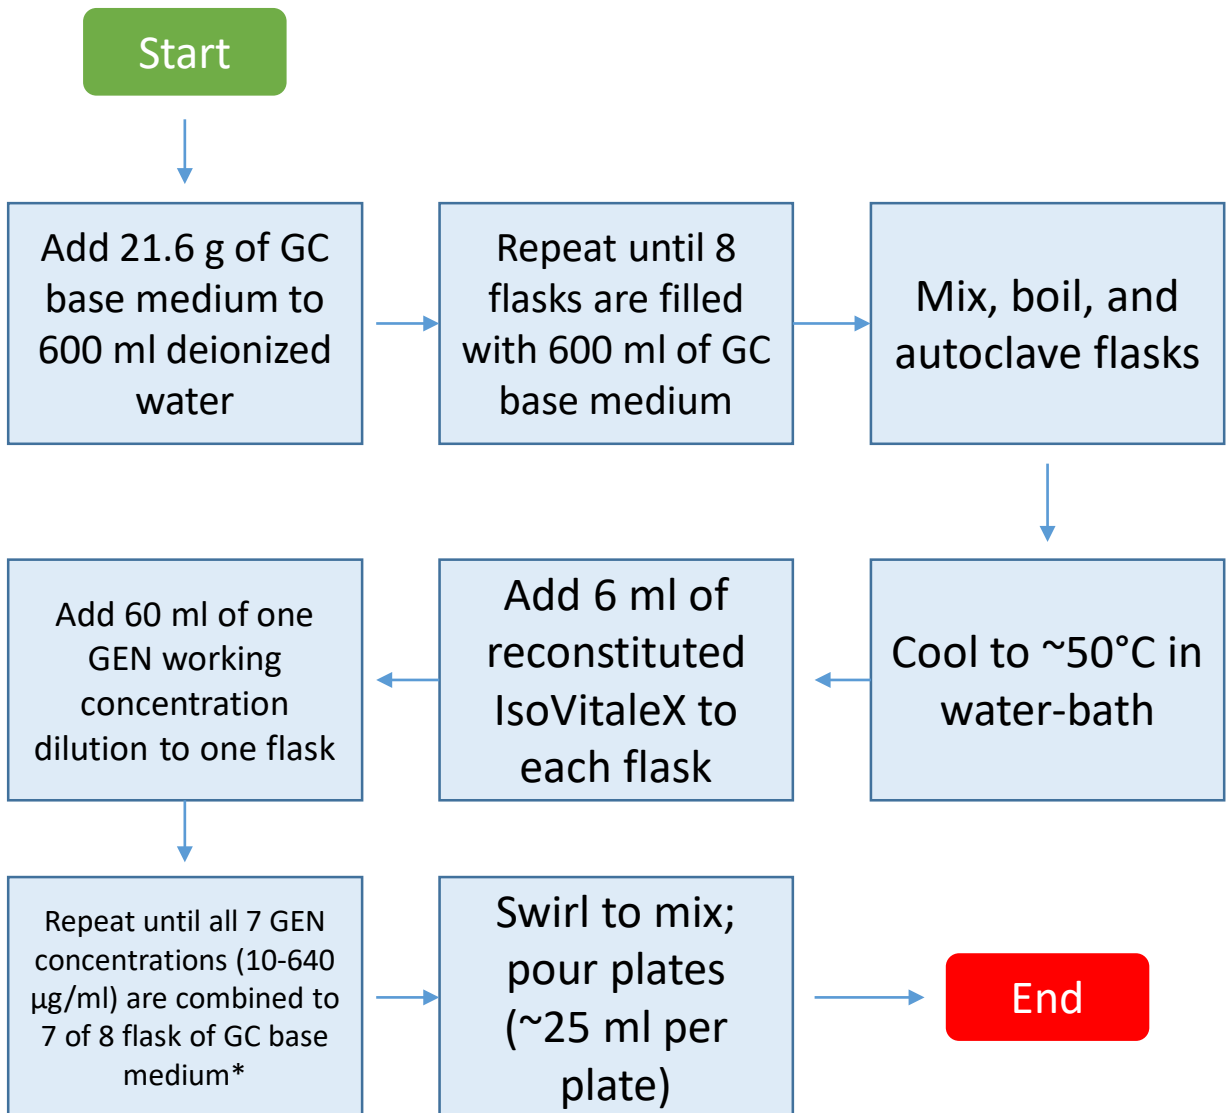 Start
Add 21.6 g of GC
base medium to
600 ml deionized
water
Repeat until 8
flasks are filled
with 600 ml of GC
base medium
Mix, boil, and
autoclave flasks
Cool to ~50°C in
water-bath
Add 6 ml of
reconstituted
IsoVitaleX to
each flask
Add 60 ml of one
GEN working
concentration
dilution to one flask
Repeat until all 7 GEN
concentrations (10-640
µg/ml) are combined to
7 of 8 flask of GC base
medium*
Swirl to mix;
pour plates
(~25 ml per
plate)
End